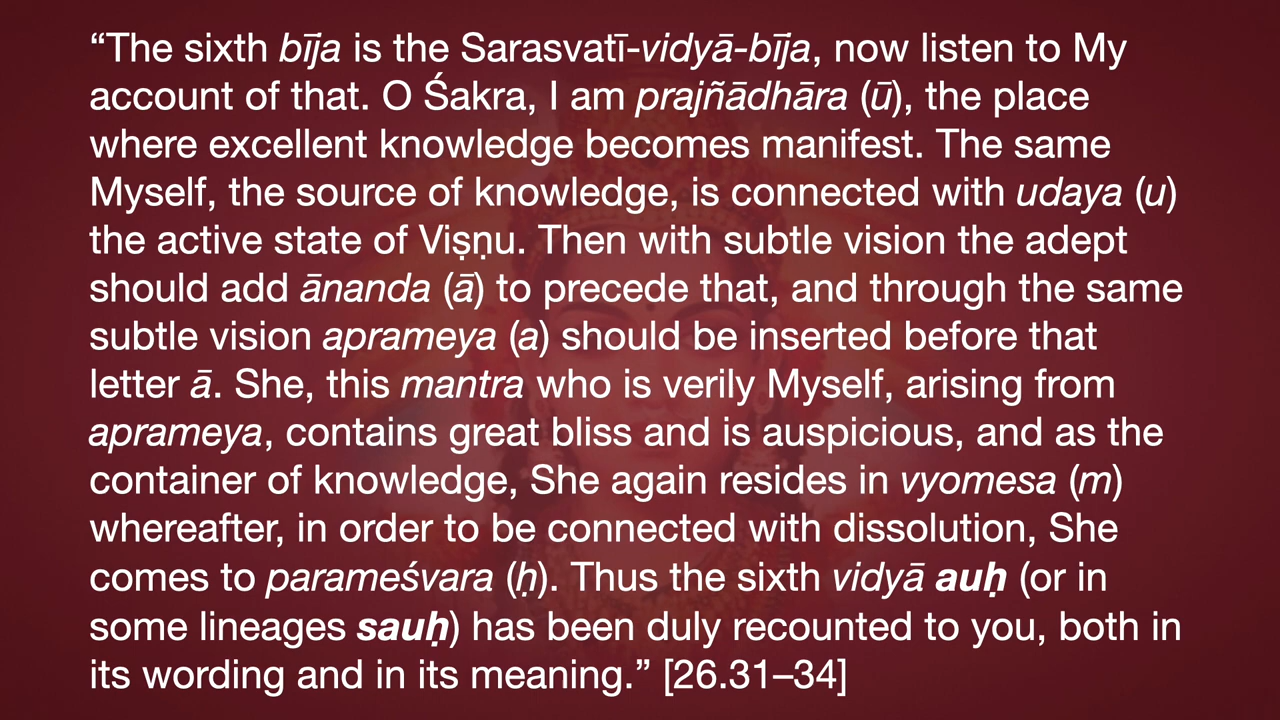 “The sixth bīja is the Sarasvatī-vidyā-bīja, now listen to My
account of that. O Śakra, I am prajñādhāra (ū), the place
where excellent knowledge becomes manifest. The same
Myself, the source of knowledge, is connected with udaya (u)
the active state of Viṣṇu. Then with subtle vision the adept
should add ānanda (ā) to precede that, and through the same
subtle vision aprameya (a) should be inserted before that
letter ā. She, this mantra who is verily Myself, arising from
aprameya, contains great bliss and is auspicious, and as the
container of knowledge, She again resides in vyomesa (m)
whereafter, in order to be connected with dissolution, She
comes to parameśvara (ḥ). Thus the sixth vidyā auḥ (or in
some lineages sauḥ) has been duly recounted to you, both in
its wording and in its meaning.” [26.31–34]